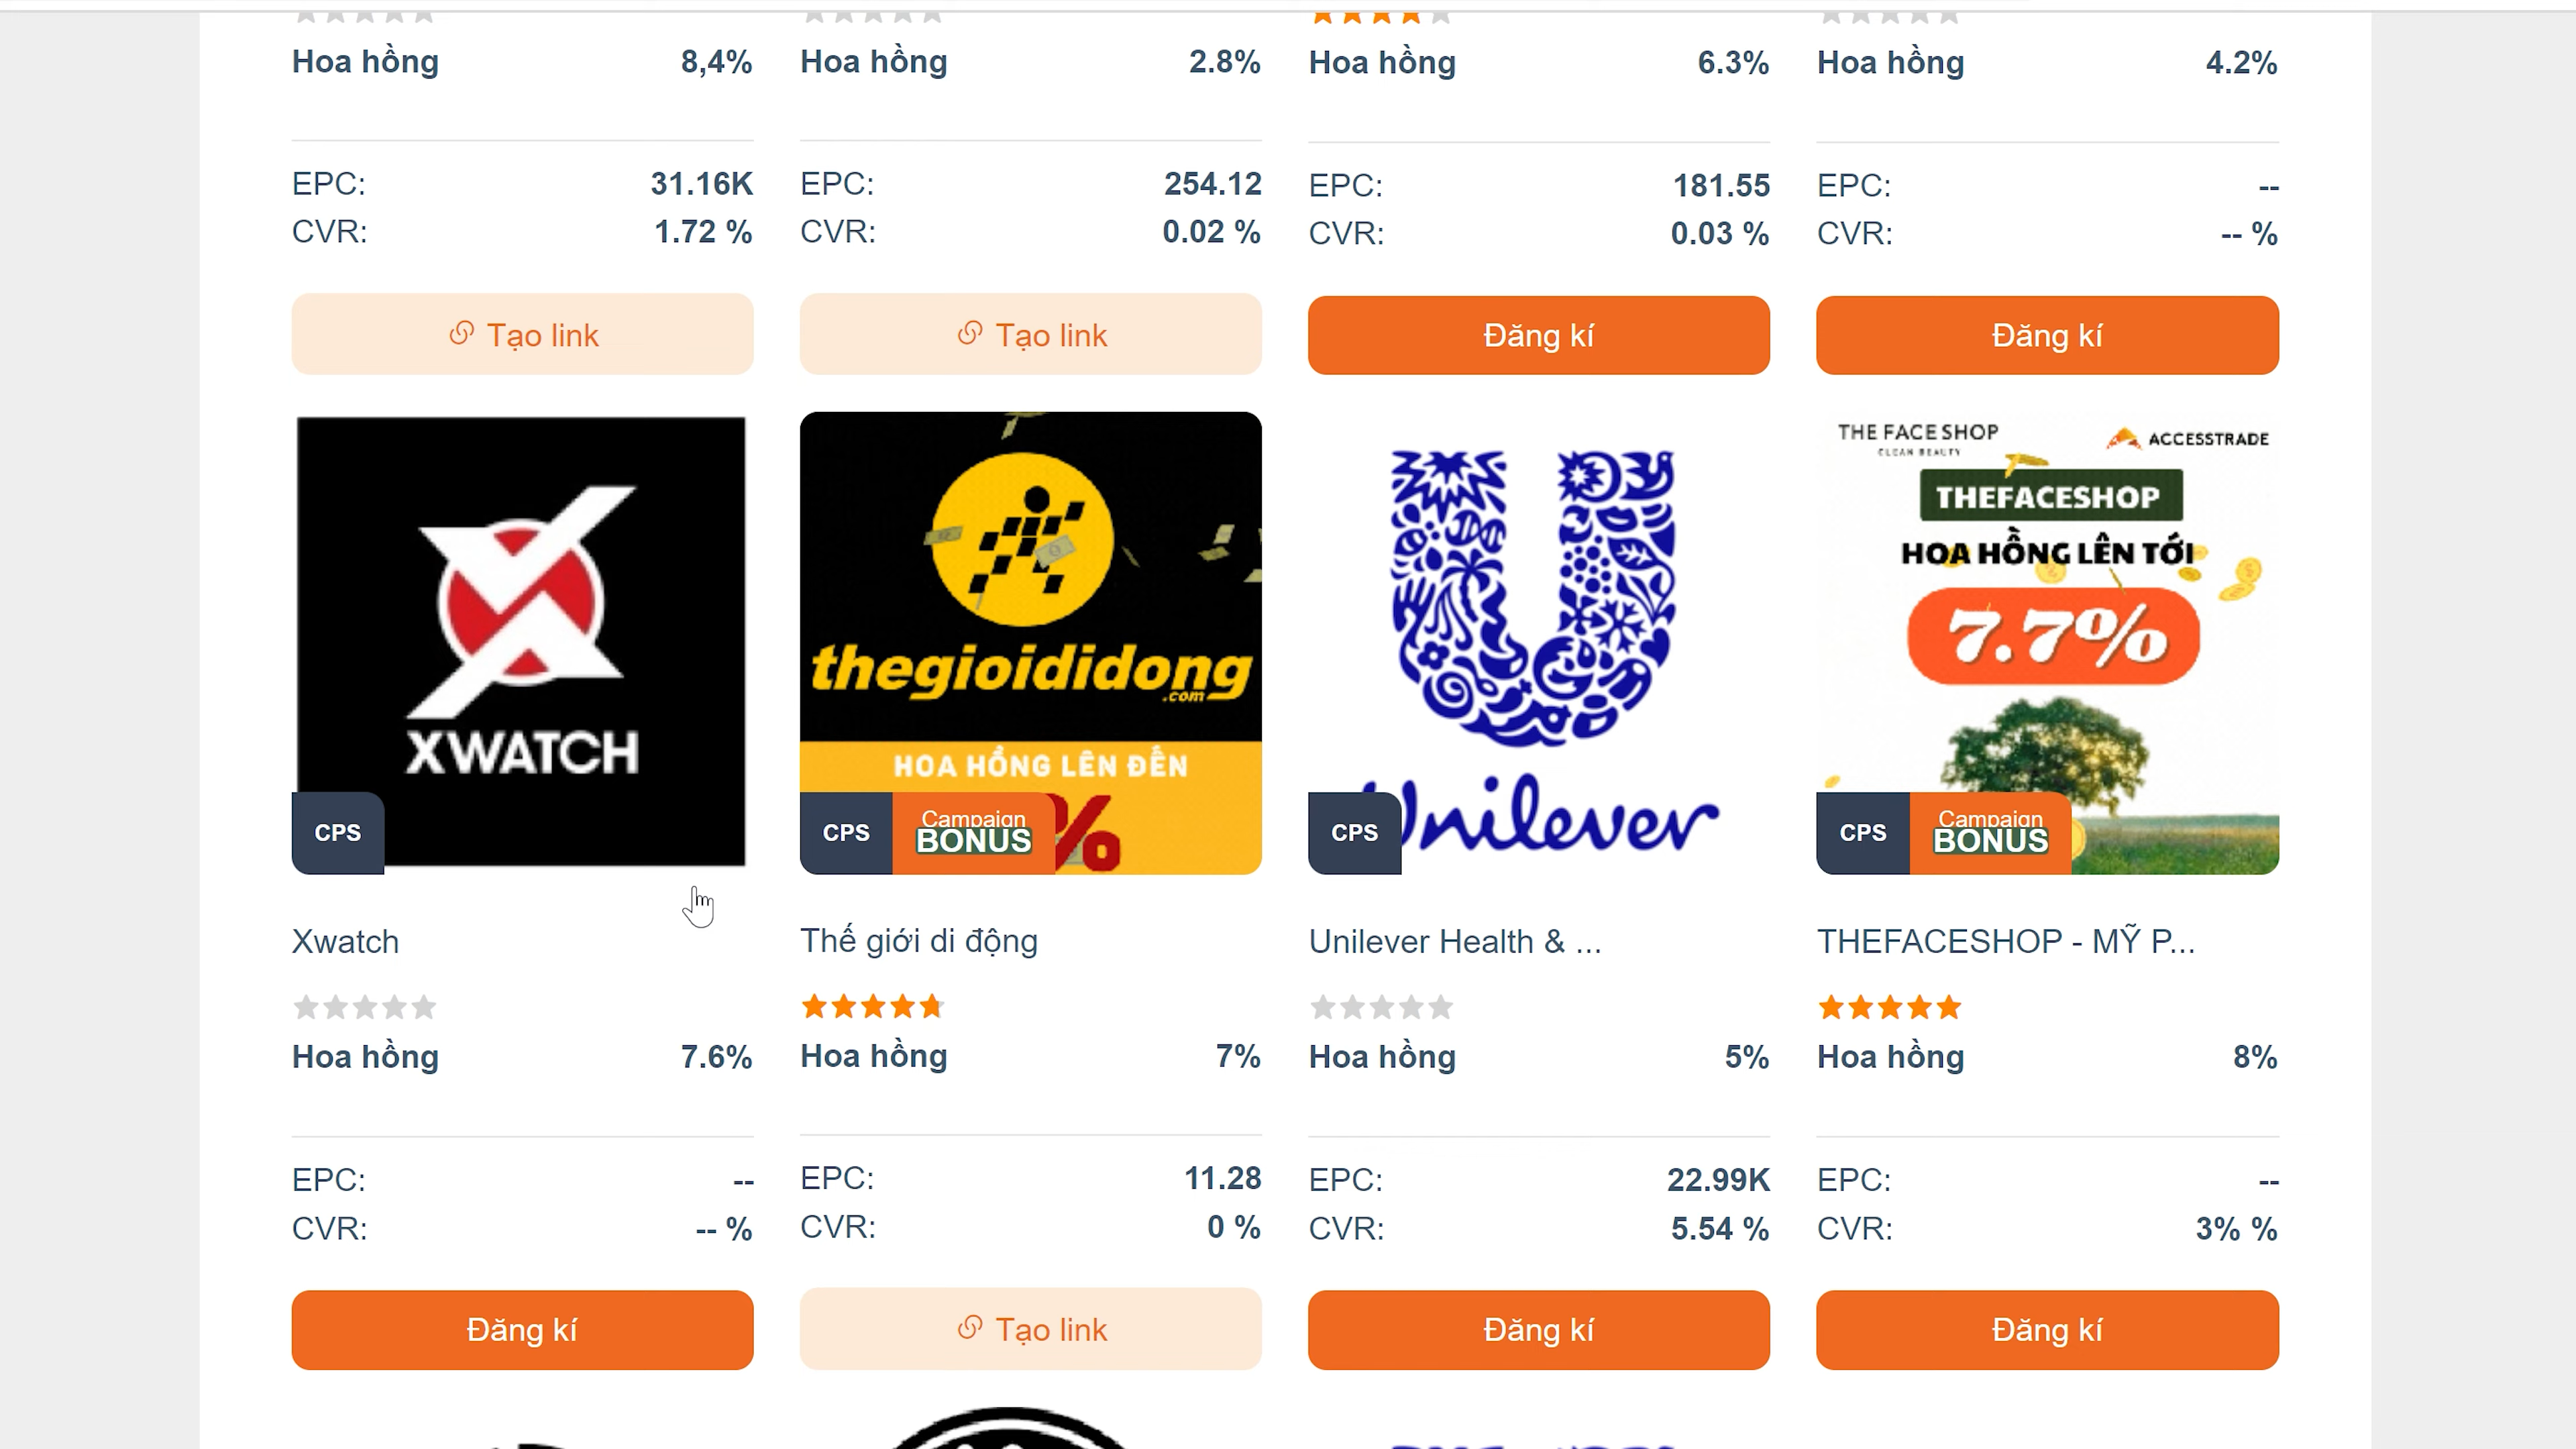 Hoa hồng 8,4%
Hoa hồng 2.8%
Hoa hồng 6.3%
Hoa hồng 4.2%
EPC: 31.16K
CVR: 1.72 %
EPC: 254.12
CVR: 0.02 %
EPC: 181.55
CVR: 0.03 %
EPC: --
CVR: -- %
Tạo link
Tạo link
Đăng kí
Đăng kí
XWATCH
CPS
thegioididong
.com
HOA HỒNG LÊN ĐẾN
%
CPS
Campaign
BONUS
Unilever
CPS
THE FACE SHOP
CLEAN BEAUTY
ACCESSTRADE
THEFACESHOP
HOA HỒNG LÊN TỚI
7.7%
CPS
Campaign
BONUS
Xwatch
Thế giới di động
Unilever Health & ...
THEFACESHOP - MỸ P...
Hoa hồng 7.6%
Hoa hồng 7%
Hoa hồng 5%
Hoa hồng 8%
EPC: --
CVR: -- %
EPC: 11.28
CVR: 0 %
EPC: 22.99K
CVR: 5.54 %
EPC: --
CVR: 3% %
Đăng kí
Tạo link
Đăng kí
Đăng kí